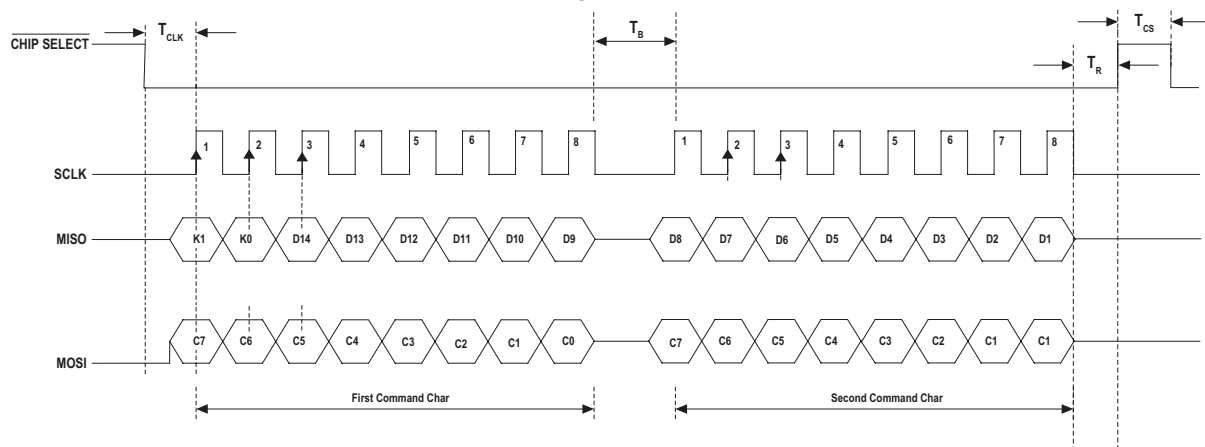 T_CLK T_B T_CS
CHIP SELECT T_R
1 2 3 4 5 6 7 8 1 2 3 4 5 6 7 8
SCLK
MISO K1 K0 D14 D13 D12 D11 D10 D9 D8 D7 D6 D5 D4 D3 D2 D1
C7 C6 C5 C4 C3 C2 C1 C0 C7 C6 C5 C4 C3 C2 C1 C1
MOSI
First Command Char Second Command Char